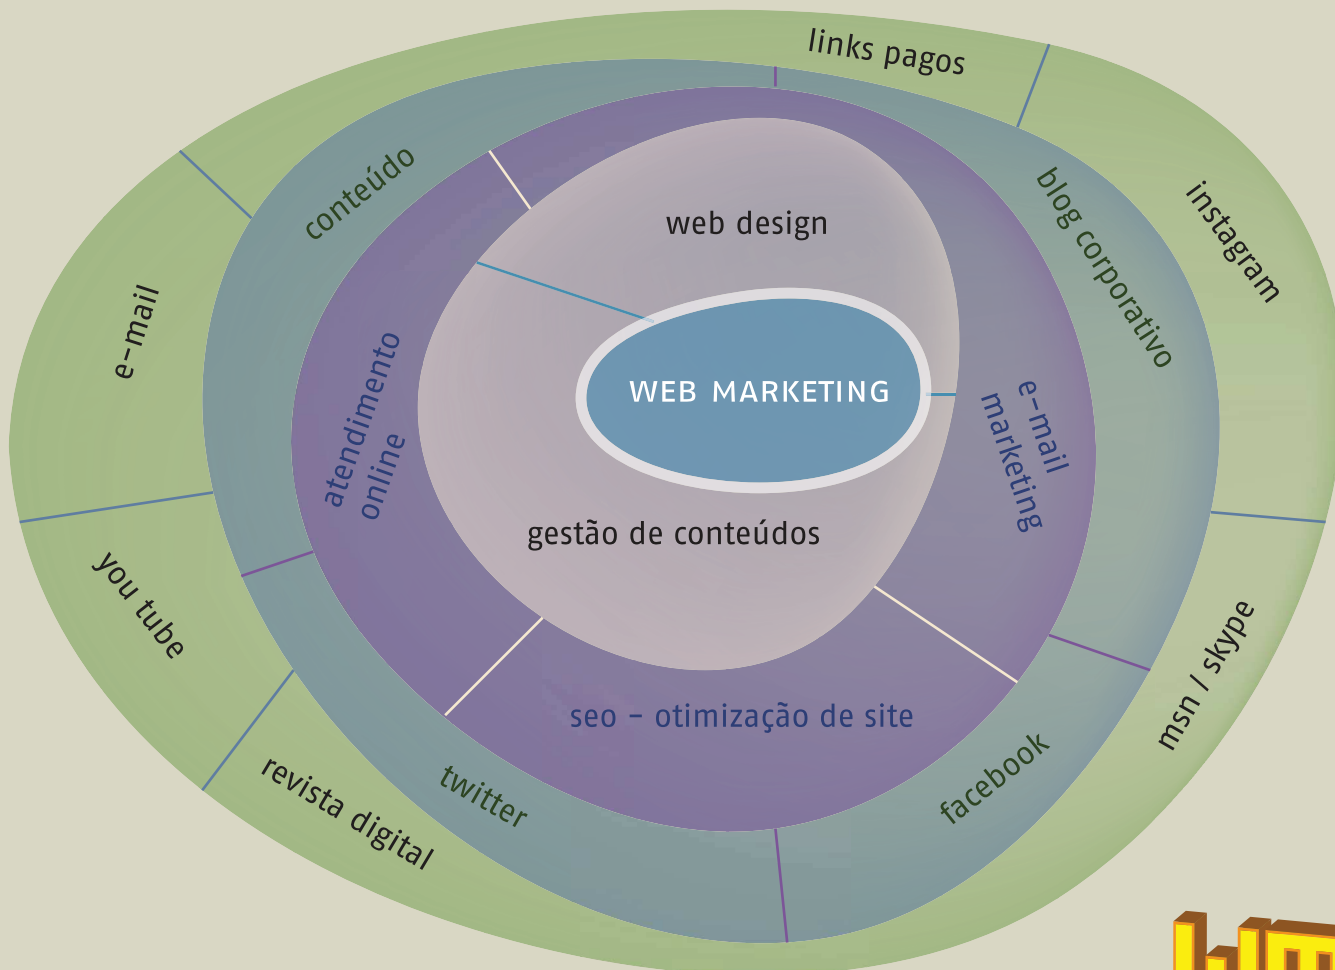 links pagos
instagram
conteúdo
blog corporativo
web design
e-mail
atendimento
online
WEB MARKETING
e-mail
marketing
gestão de conteúdos
you tube
msn / skype
seo - otimização de site
twitter
facebook
revista digital